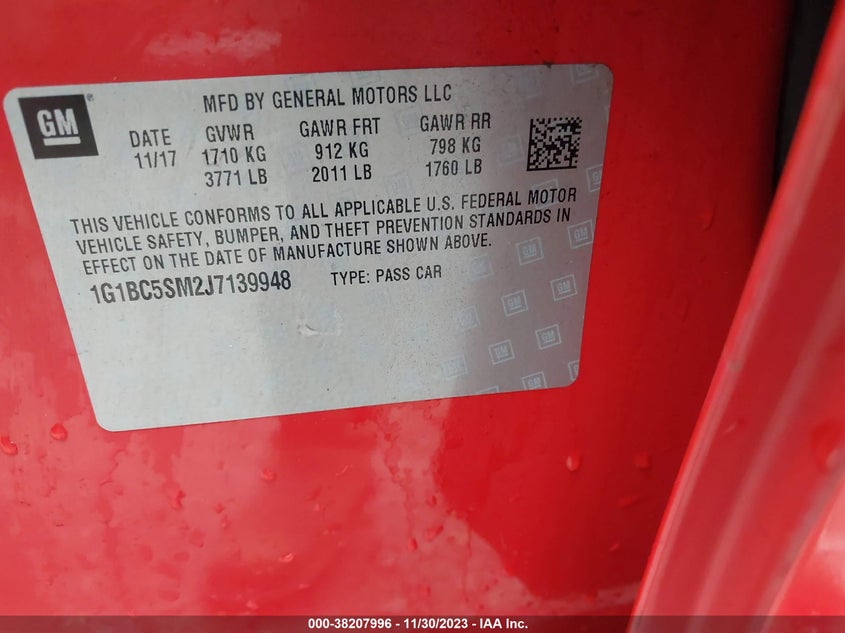 GM
MFD BY GENERAL MOTORS LLC
DATE GVWR GAWR FRT GAWR RR
11/17 1710 KG 912 KG 798 KG
3771 LB 2011 LB 1760 LB
THIS VEHICLE CONFORMS TO ALL APPLICABLE U.S. FEDERAL MOTOR
VEHICLE SAFETY, BUMPER, AND THEFT PREVENTION STANDARDS IN
EFFECT ON THE DATE OF MANUFACTURE SHOWN ABOVE.
1G1BC5SM2J7139948 TYPE: PASS CAR
000-38207996 - 11/30/2023 - IAA Inc.